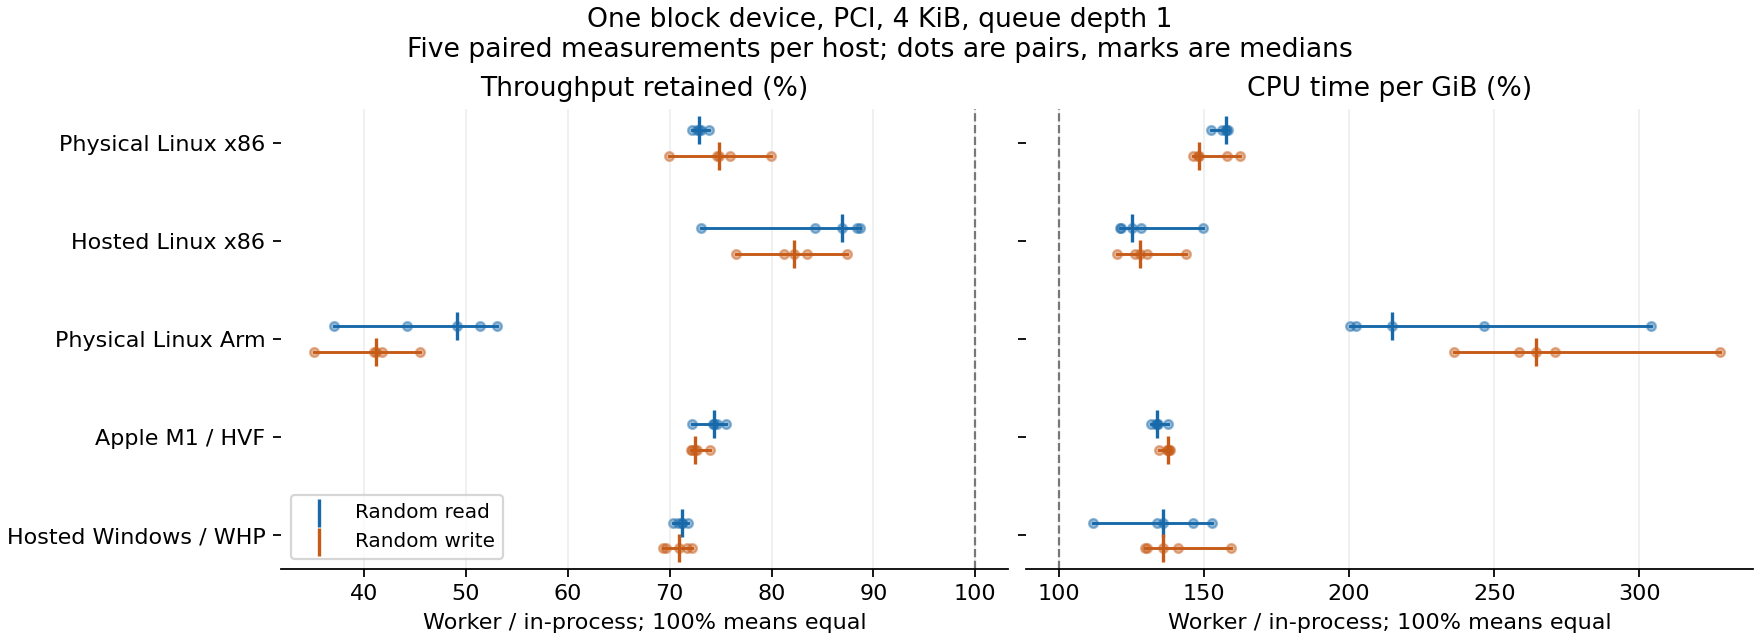 One block device, PCI, 4 KiB, queue depth 1
Five paired measurements per host; dots are pairs, marks are medians
Throughput retained (%)
CPU time per GiB (%)
Physical Linux x86
Hosted Linux x86
Physical Linux Arm
Apple M1 / HVF
Hosted Windows / WHP
Random read
Random write
40 50 60 70 80 90 100
100 150 200 250 300
Worker / in-process; 100% means equal
Worker / in-process; 100% means equal